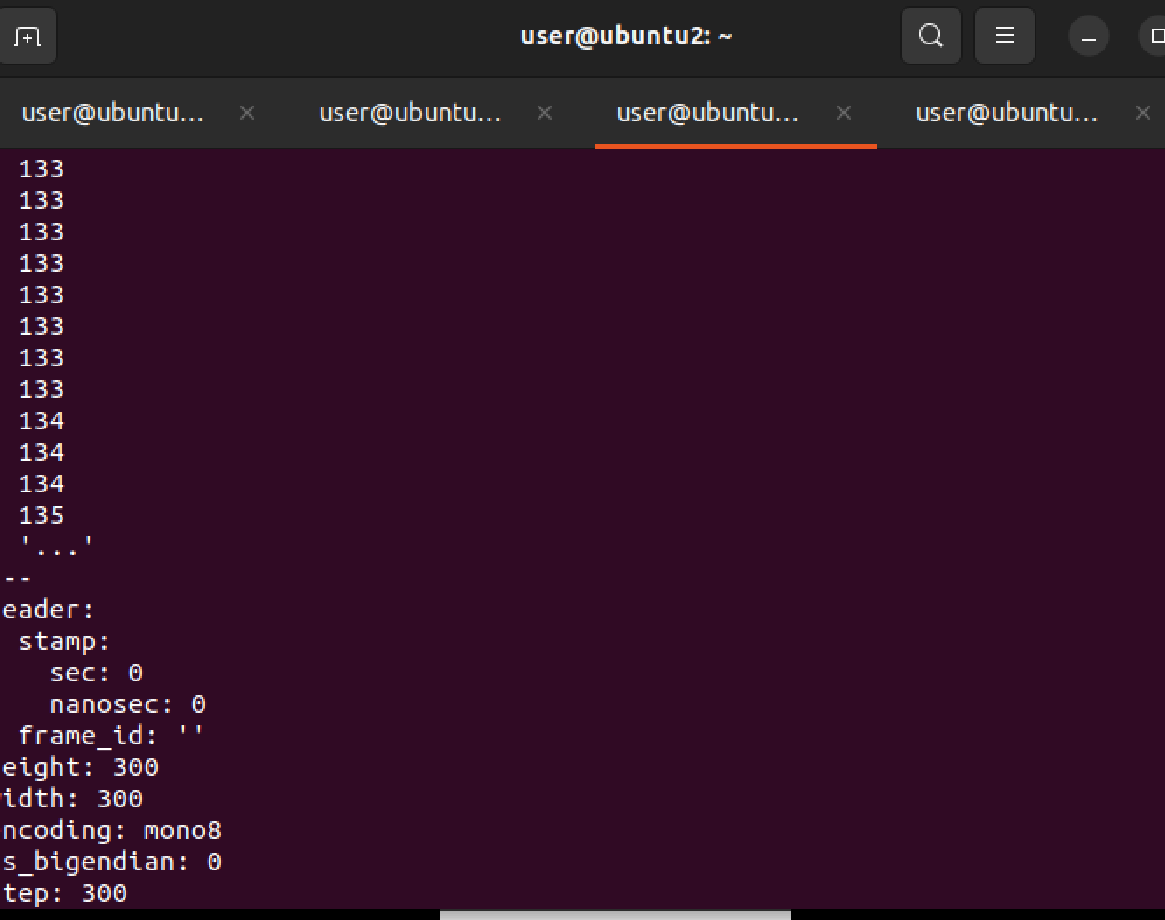 user@ubuntu2: ~
user@ubuntu... × user@ubuntu... × user@ubuntu... × user@ubuntu... ×
133
133
133
133
133
133
133
133
134
134
134
135
'...'
--
eader:
stamp:
sec: 0
nanosec: 0
frame_id: ''
eight: 300
idth: 300
ncoding: mono8
s_bigendian: 0
tep: 300